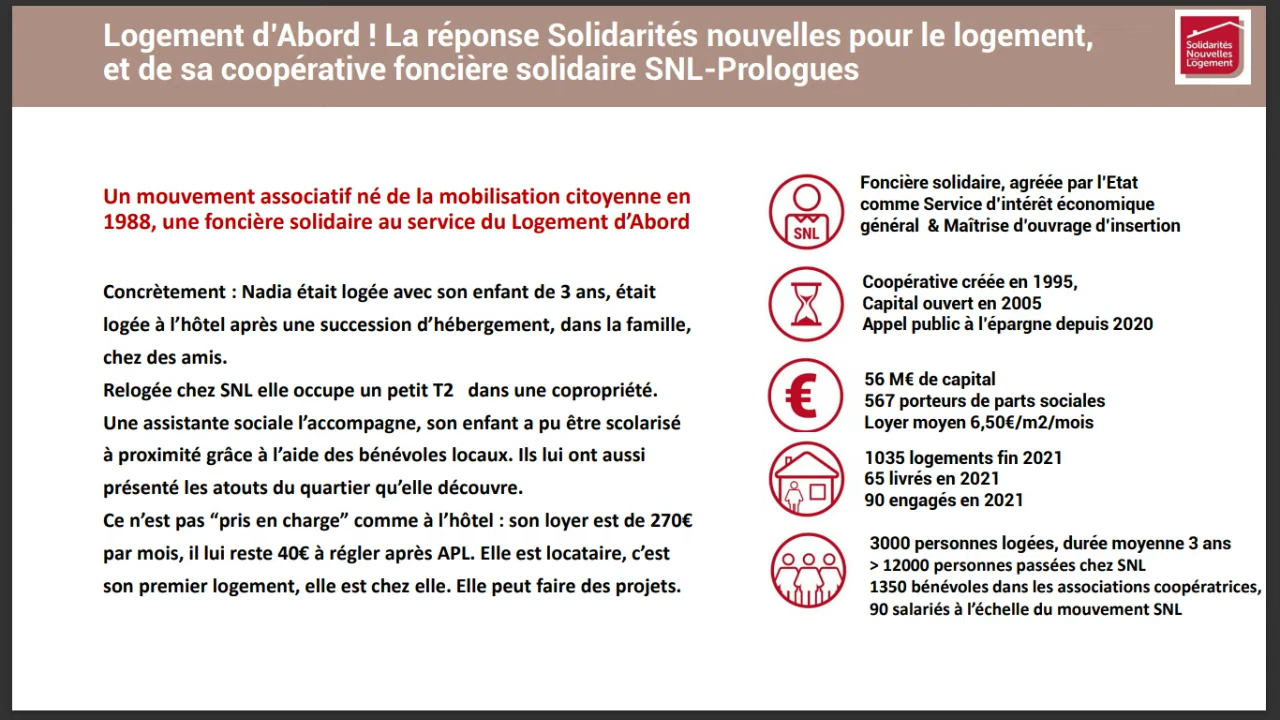 Logement d'Abord ! La réponse Solidarités nouvelles pour le logement,
et de sa coopérative foncière solidaire SNL-Prologues
Solidarités
Nouvelles
Logement
Un mouvement associatif né de la mobilisation citoyenne en
1988, une foncière solidaire au service du Logement d'Abord
Concrètement : Nadia était logée avec son enfant de 3 ans, était
logée à l'hôtel après une succession d'hébergement, dans la famille,
chez des amis.
Relogée chez SNL elle occupe un petit T2 dans une copropriété.
Une assistante sociale l'accompagne, son enfant a pu être scolarisé
à proximité grâce à l'aide des bénévoles locaux. Ils lui ont aussi
présenté les atouts du quartier qu'elle découvre.
Ce n'est pas "pris en charge" comme à l'hôtel : son loyer est de 270€
par mois, il lui reste 40€ à régler après APL. Elle est locataire, c'est
son premier logement, elle est chez elle. Elle peut faire des projets.
SNL
Foncière solidaire, agréée par l'Etat
comme Service d'intérêt économique
général & Maîtrise d'ouvrage d'insertion
Coopérative créée en 1995,
Capital ouvert en 2005
Appel public à l'épargne depuis 2020
€
56 M€ de capital
567 porteurs de parts sociales
Loyer moyen 6,50€/m2/mois
1035 logements fin 2021
65 livrés en 2021
90 engagés en 2021
3000 personnes logées, durée moyenne 3 ans
> 12000 personnes passées chez SNL
1350 bénévoles dans les associations coopératrices,
90 salariés à l'échelle du mouvement SNL